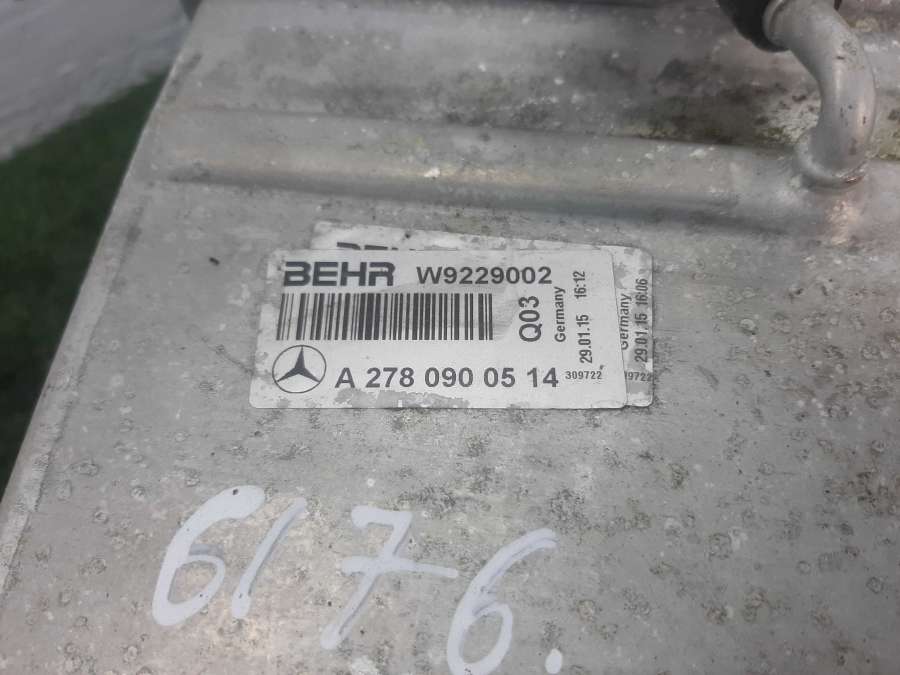 BEHR
BEHR W9229002
Q03
Germany
29.01.15 16:12
A 278 090 05 14 309722
Germany
29.01.15 16:06
6176.